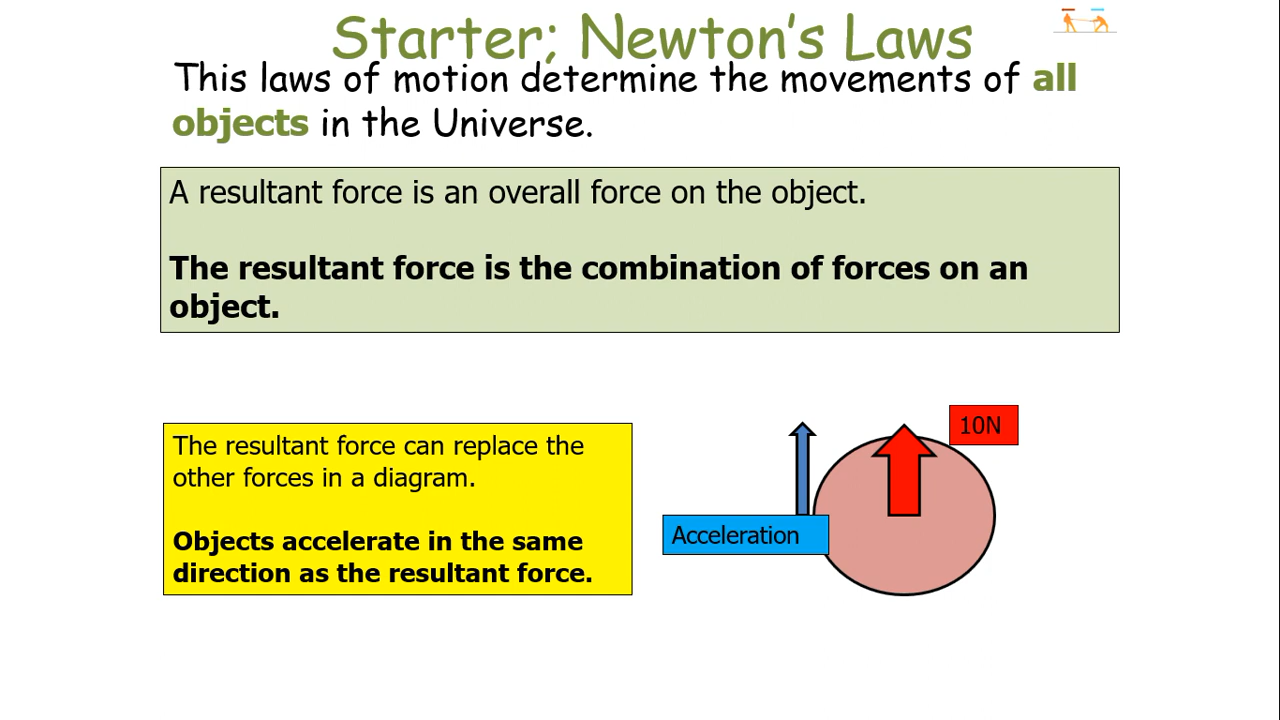 Starter; Newton’s Laws
This laws of motion determine the movements of all
objects in the Universe.
A resultant force is an overall force on the object.
The resultant force is the combination of forces on an
object.
The resultant force can replace the
other forces in a diagram.
Objects accelerate in the same
direction as the resultant force.
10N
Acceleration